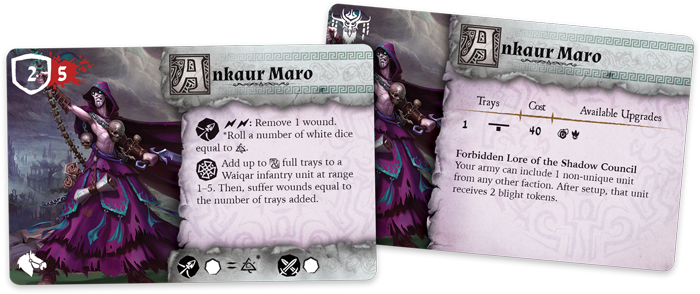 2 5
Ankaur Maro
: Remove 1 wound.
*Roll a number of white dice
equal to .
Add up to full trays to a
Waiqar infantry unit at range
1–5. Then, suffer wounds equal to
the number of trays added.
= *
Ankaur Maro
Trays Cost Available Upgrades
1 40
Forbidden Lore of the Shadow Council
Your army can include 1 non-unique unit
from any other faction. After setup, that unit
receives 2 blight tokens.